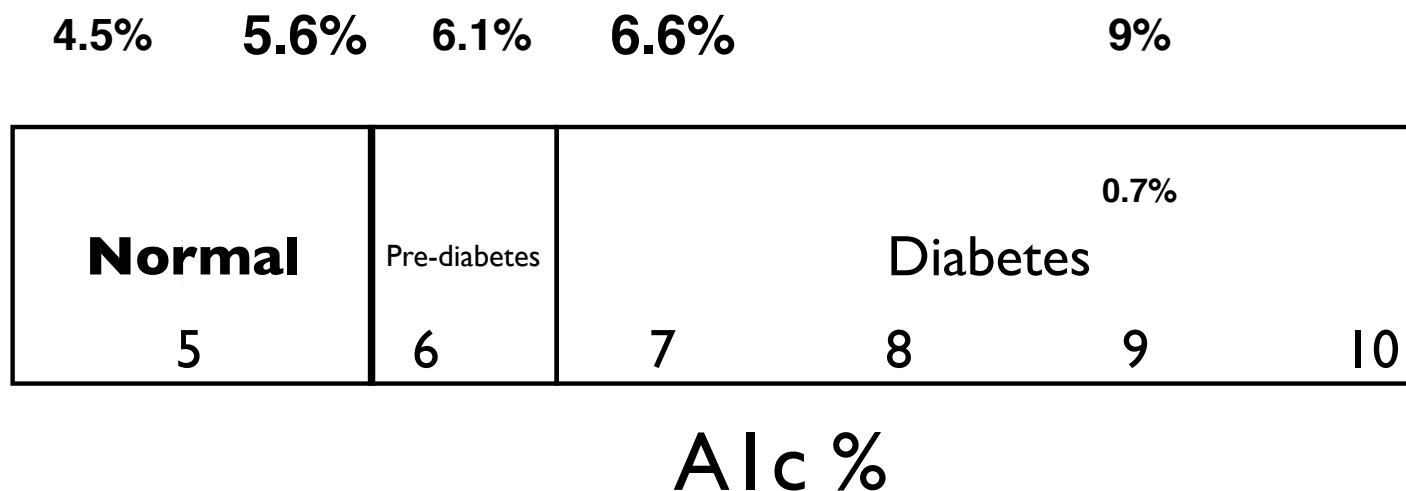 4.5% 5.6% 6.1% 6.6% 9%
0.7%
Normal Pre-diabetes Diabetes
5 6 7 8 9 10
A1c %